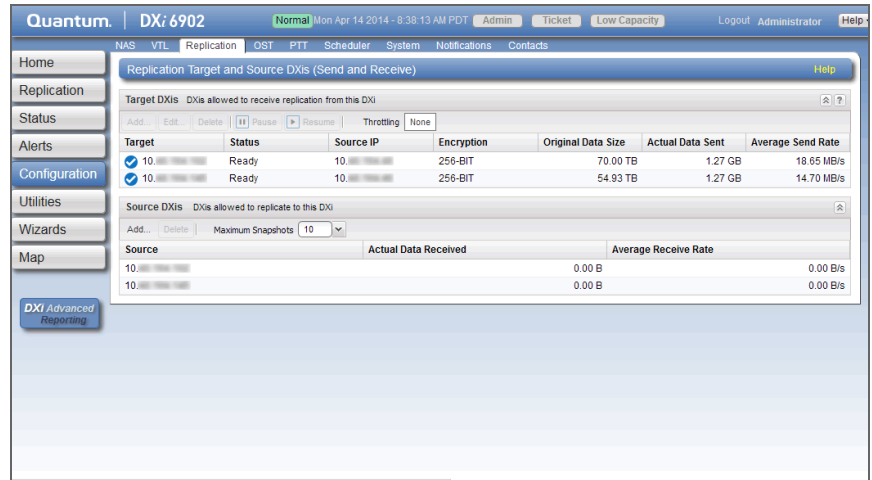 Quantum. DXi 6902 Normal Mon Apr 14 2014 - 8:38:13 AM PDT Admin Ticket Low Capacity Logout Administrator Help
NAS VTL Replication OST PTT Scheduler System Notifications Contacts
Home
Replication
Status
Alerts
Configuration
Utilities
Wizards
Map
DXi Advanced
Reporting
Replication Target and Source DXis (Send and Receive) Help
Target DXis DXis allowed to receive replication from this DXi ?
Add... Edit... Delete Pause Resume Throttling None
Target Status Source IP Encryption Original Data Size Actual Data Sent Average Send Rate
10. Ready 10. 256-BIT 70.00 TB 1.27 GB 18.65 MB/s
10. Ready 10. 256-BIT 54.93 TB 1.27 GB 14.70 MB/s
Source DXis DXis allowed to replicate to this DXi
Add... Delete Maximum Snapshots 10
Source Actual Data Received Average Receive Rate
10. 0.00 B 0.00 B/s
10. 0.00 B 0.00 B/s